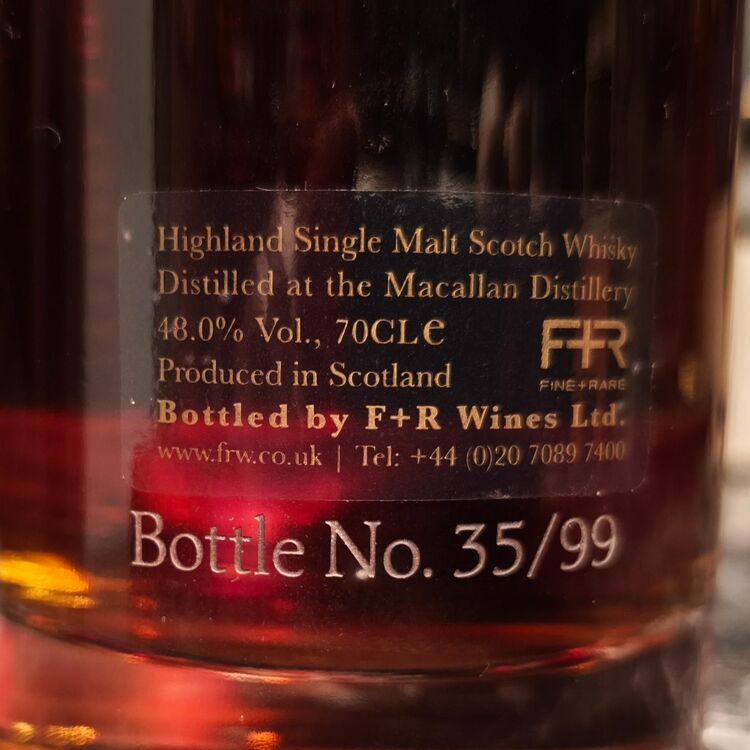 Highland Single Malt Scotch Whisky
Distilled at the Macallan Distillery
48.0% Vol., 70CL e
F+R
FINE+RARE
Produced in Scotland
Bottled by F+R Wines Ltd.
www.frw.co.uk | Tel: +44 (0)20 7089 7400
Bottle No. 35/99